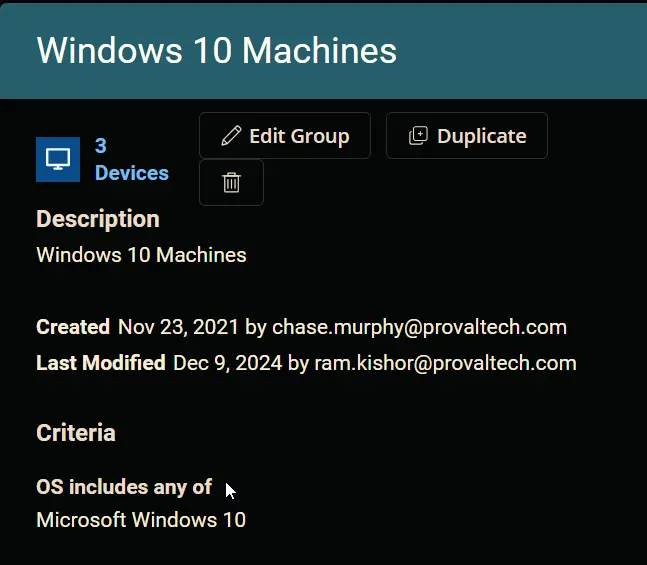 Windows 10 Machines
3
Devices
Edit Group
Duplicate
Description
Windows 10 Machines
Created Nov 23, 2021 by chase.murphy@provaltech.com
Last Modified Dec 9, 2024 by ram.kishor@provaltech.com
Criteria
OS includes any of
Microsoft Windows 10